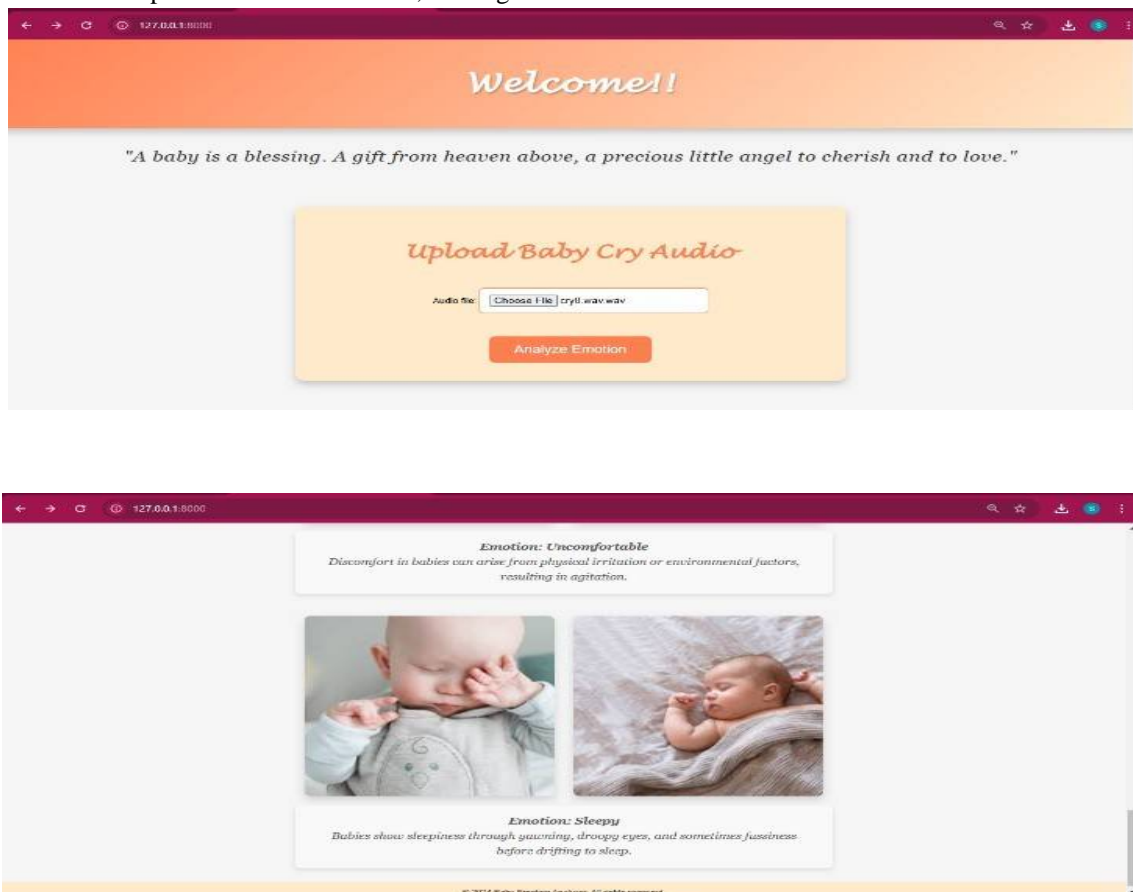 127.0.0.1:8000
Welcome!!
"A baby is a blessing. A gift from heaven above, a precious little angel to cherish and to love."
Upload Baby Cry Audio
Audio file: Choose File
Analyze Emotion
127.0.0.1:8000
Emotion: Uncomfortable
Discomfort in babies can arise from physical irritation or environmental factors,
resulting in agitation.
Emotion: Sleepy
Babies show sleepiness through yawning, droopy eyes, and sometimes fussiness
before drifting to sleep.